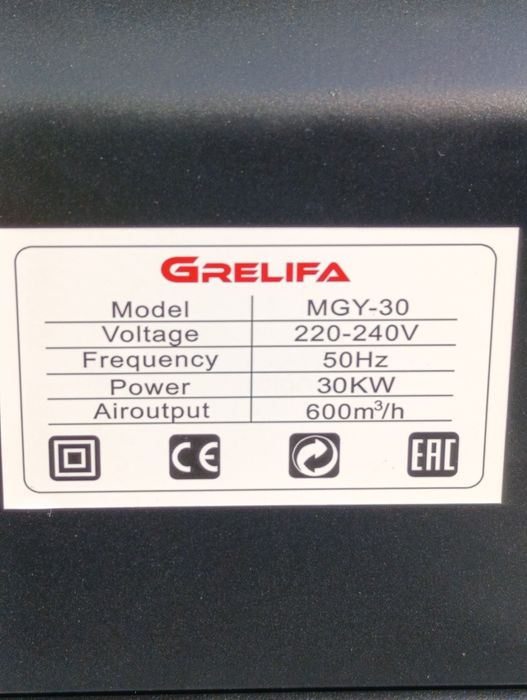 GRELIFA
Model MGY-30
Voltage 220-240V
Frequency 50Hz
Power 30KW
Airoutput 600m³/h
CE EAC